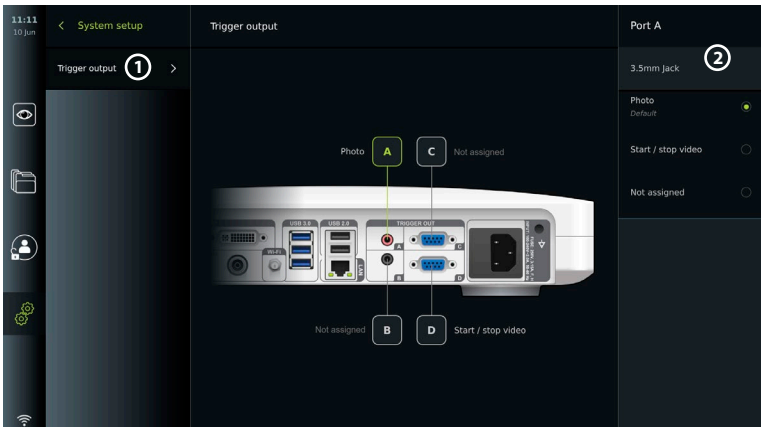 11:11
10 Jun
System setup
Trigger output
Port A
Trigger output
1
2
3.5mm Jack
Photo
Default
Start / stop video
Not assigned
Photo
A
C
Not assigned
USB 3.0
USB 2.0
TRIGGER OUT
Wi-Fi
LAN
A
C
B
D
Not assigned
B
D
Start / stop video